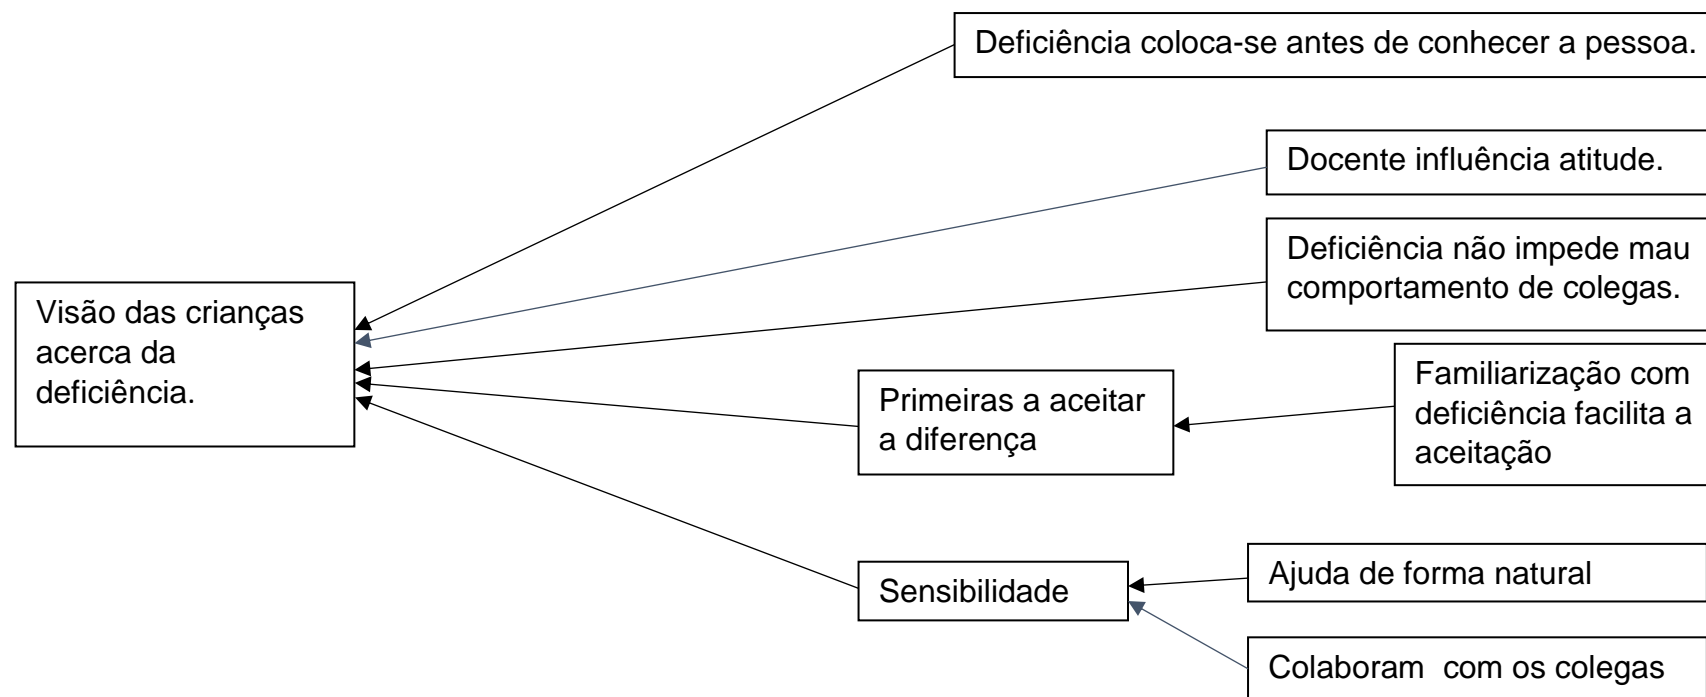 Deficiência coloca-se antes de conhecer a pessoa.
Docente influência atitude.
Deficiência não impede mau
comportamento de colegas.
Visão das crianças
acerca da
deficiência.
Primeiras a aceitar
a diferença
Familiarização com
deficiência facilita a
aceitação
Sensibilidade
Ajuda de forma natural
Colaboram  com os colegas